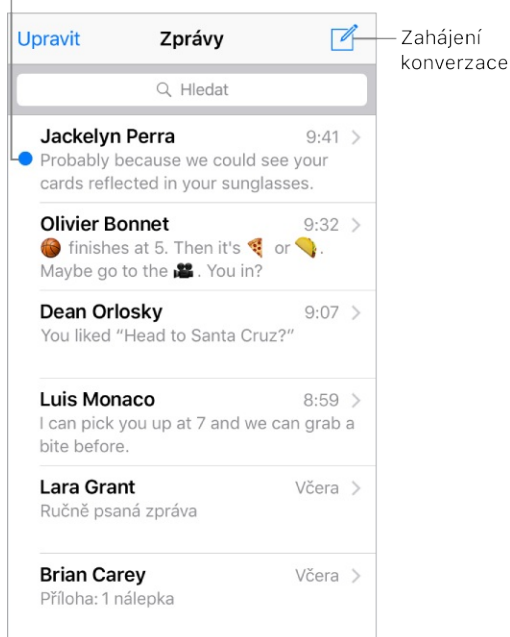 Upravit Zprávy
Zahájení
konverzace
Hledat
Jackelyn Perra 9:41
Probably because we could see your
cards reflected in your sunglasses.
Olivier Bonnet 9:32
🏀 finishes at 5. Then it's 🍕 or 🌮.
Maybe go to the 🎥. You in?
Dean Orlosky 9:07
You liked “Head to Santa Cruz?”
Luis Monaco 8:59
I can pick you up at 7 and we can grab a
bite before.
Lara Grant Včera
Ručně psaná zpráva
Brian Carey Včera
Příloha: 1 nálepka